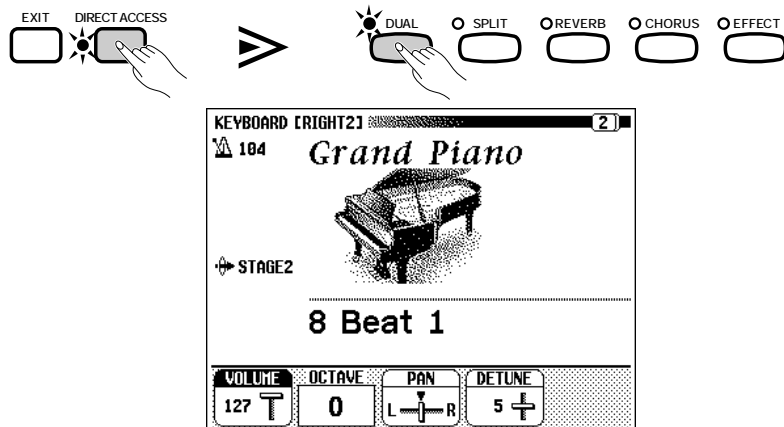 EXIT DIRECT ACCESS DUAL SPLIT REVERB CHORUS EFFECT
KEYBOARD [RIGHT2] 2
104 Grand Piano
STAGE2
8 Beat 1
VOLUME OCTAVE PAN DETUNE
127 0 L R 5